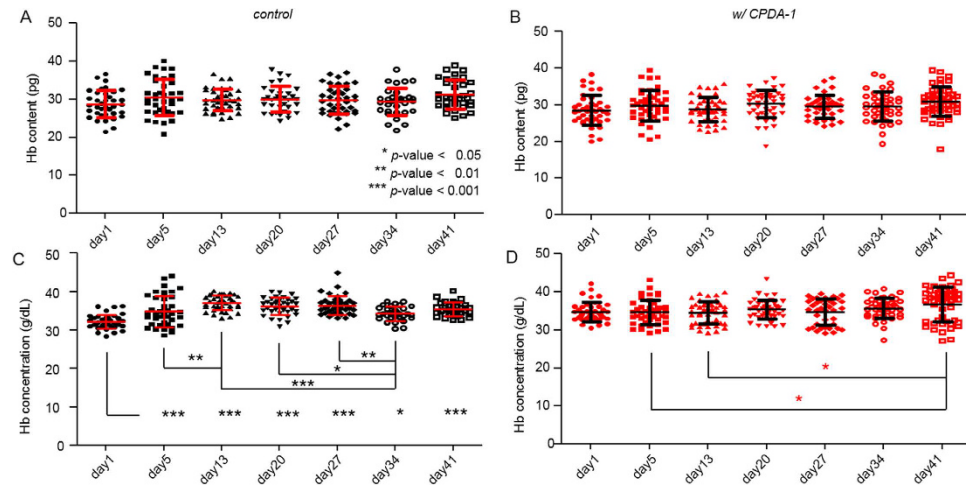 A
control
Hb content (pg)
50
40
30
20
10
0
* p-value < 0.05
** p-value < 0.01
*** p-value < 0.001
day1
day5
day13
day20
day27
day34
day41
B
w/ CPDA-1
Hb content (pg)
50
40
30
20
10
0
day1
day5
day13
day20
day27
day34
day41
C
Hb concentration (g/dL)
50
40
30
20
10
0
**
**
*
***
*** *** *** *** * ***
day1
day5
day13
day20
day27
day34
day41
D
Hb concentration (g/dL)
50
40
30
20
10
0
*
*
day1
day5
day13
day20
day27
day34
day41